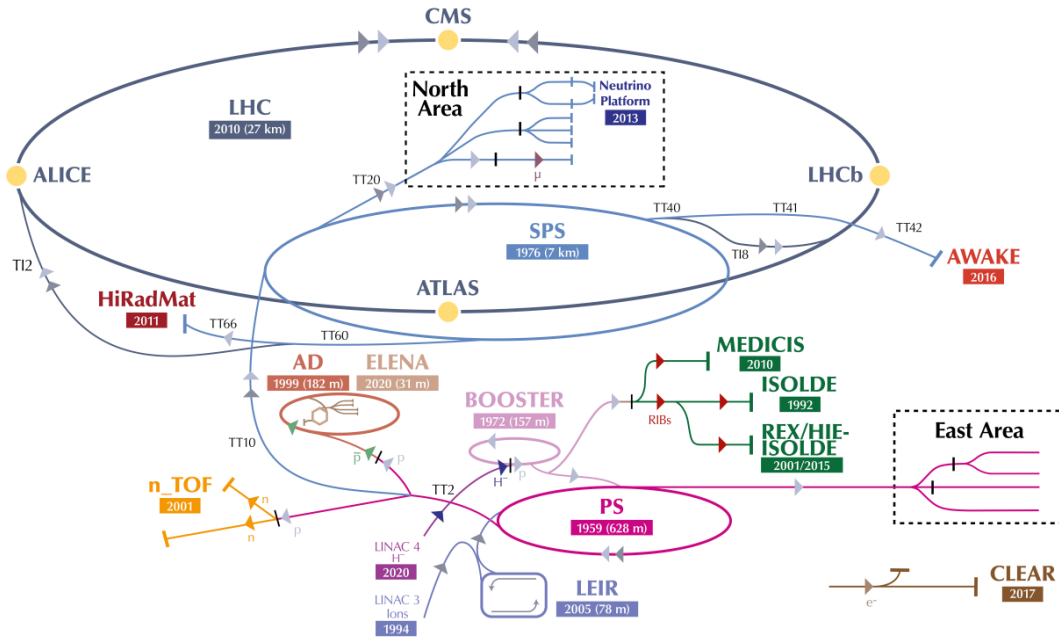 CMS
North
Area
Neutrino
Platform
2013
LHC
2010 (27 km)
ALICE
LHCb
μ
TT20
TT40
TT41
TT42
SPS
1976 (7 km)
TI8
AWAKE
2016
TI2
ATLAS
HiRadMat
2011
TT66
TT60
AD
1999 (182 m)
ELENA
2020 (31 m)
MEDICIS
2010
BOOSTER
1972 (157 m)
ISOLDE
1992
RIBs
REX/HIE-
ISOLDE
2001/2015
East Area
TT10
p̅
p
H⁻
p
TT2
n_TOF
2001
n
n
p
PS
1959 (628 m)
LINAC 4
H⁻
2020
LINAC 3
Ions
1994
LEIR
2005 (78 m)
e⁻
CLEAR
2017